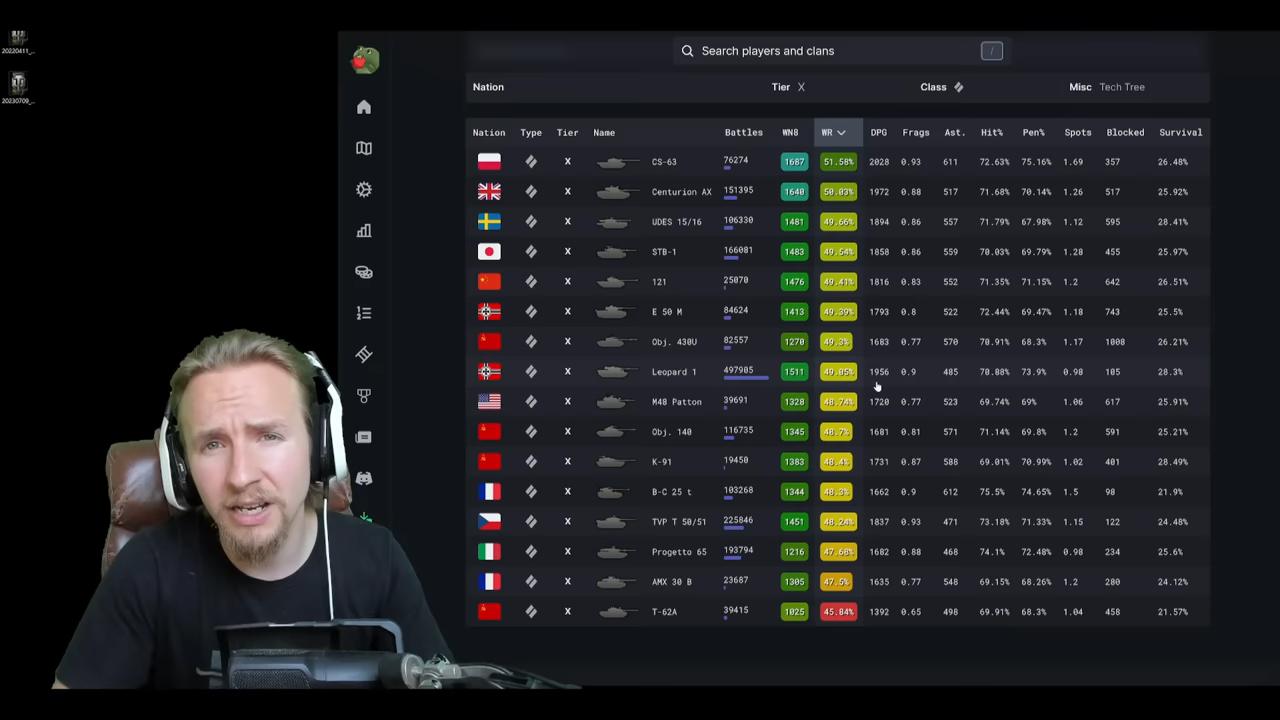 20220411_...
20230709_...
Search players and clans /
Nation Tier X Class Misc Tech Tree
Nation Type Tier Name Battles WN8 WR DPG Frags Ast. Hit% Pen% Spots Blocked Survival
X CS-63 76274 1687 51.58% 2028 0.93 611 72.63% 75.16% 1.69 357 26.48%
X Centurion AX 151395 1640 50.03% 1972 0.88 517 71.68% 70.14% 1.26 517 25.92%
X UDES 15/16 106330 1481 49.66% 1894 0.86 557 71.79% 67.98% 1.12 595 28.41%
X STB-1 166081 1483 49.54% 1858 0.86 559 70.03% 69.79% 1.28 455 25.97%
X 121 25070 1476 49.41% 1816 0.83 552 71.35% 71.15% 1.2 642 26.51%
X E 50 M 84624 1413 49.39% 1793 0.8 522 72.44% 69.47% 1.18 743 25.5%
X Obj. 430U 82557 1270 49.3% 1683 0.77 570 70.91% 68.3% 1.17 1008 26.21%
X Leopard 1 497905 1511 49.05% 1956 0.9 485 70.88% 73.9% 0.98 105 28.3%
X M48 Patton 39691 1328 48.74% 1720 0.77 523 69.74% 69% 1.06 617 25.91%
X Obj. 140 116735 1345 48.7% 1681 0.81 571 71.14% 69.8% 1.2 591 25.21%
X K-91 19450 1383 48.4% 1731 0.87 588 69.01% 70.99% 1.02 401 28.49%
X B-C 25 t 103268 1344 48.3% 1662 0.9 612 75.5% 74.65% 1.5 98 21.9%
X TVP T 50/51 225846 1451 48.24% 1837 0.93 471 73.18% 71.33% 1.15 122 24.48%
X Progetto 65 193794 1216 47.68% 1682 0.88 468 74.1% 72.48% 0.98 234 25.6%
X AMX 30 B 23687 1305 47.5% 1635 0.77 548 69.15% 68.26% 1.2 280 24.12%
X T-62A 39415 1025 45.84% 1392 0.65 498 69.91% 68.3% 1.04 458 21.57%